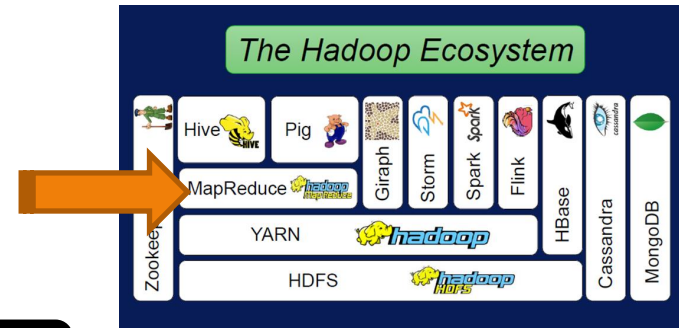 The Hadoop Ecosystem
Hive
HIVE
Pig
MapReduce
hadoop
MapReduce
YARN
hadoop
HDFS
hadoop
HDFS
Giraph
Storm
Spark
Spark
Flink
HBase
Cassandra
cassandra
MongoDB